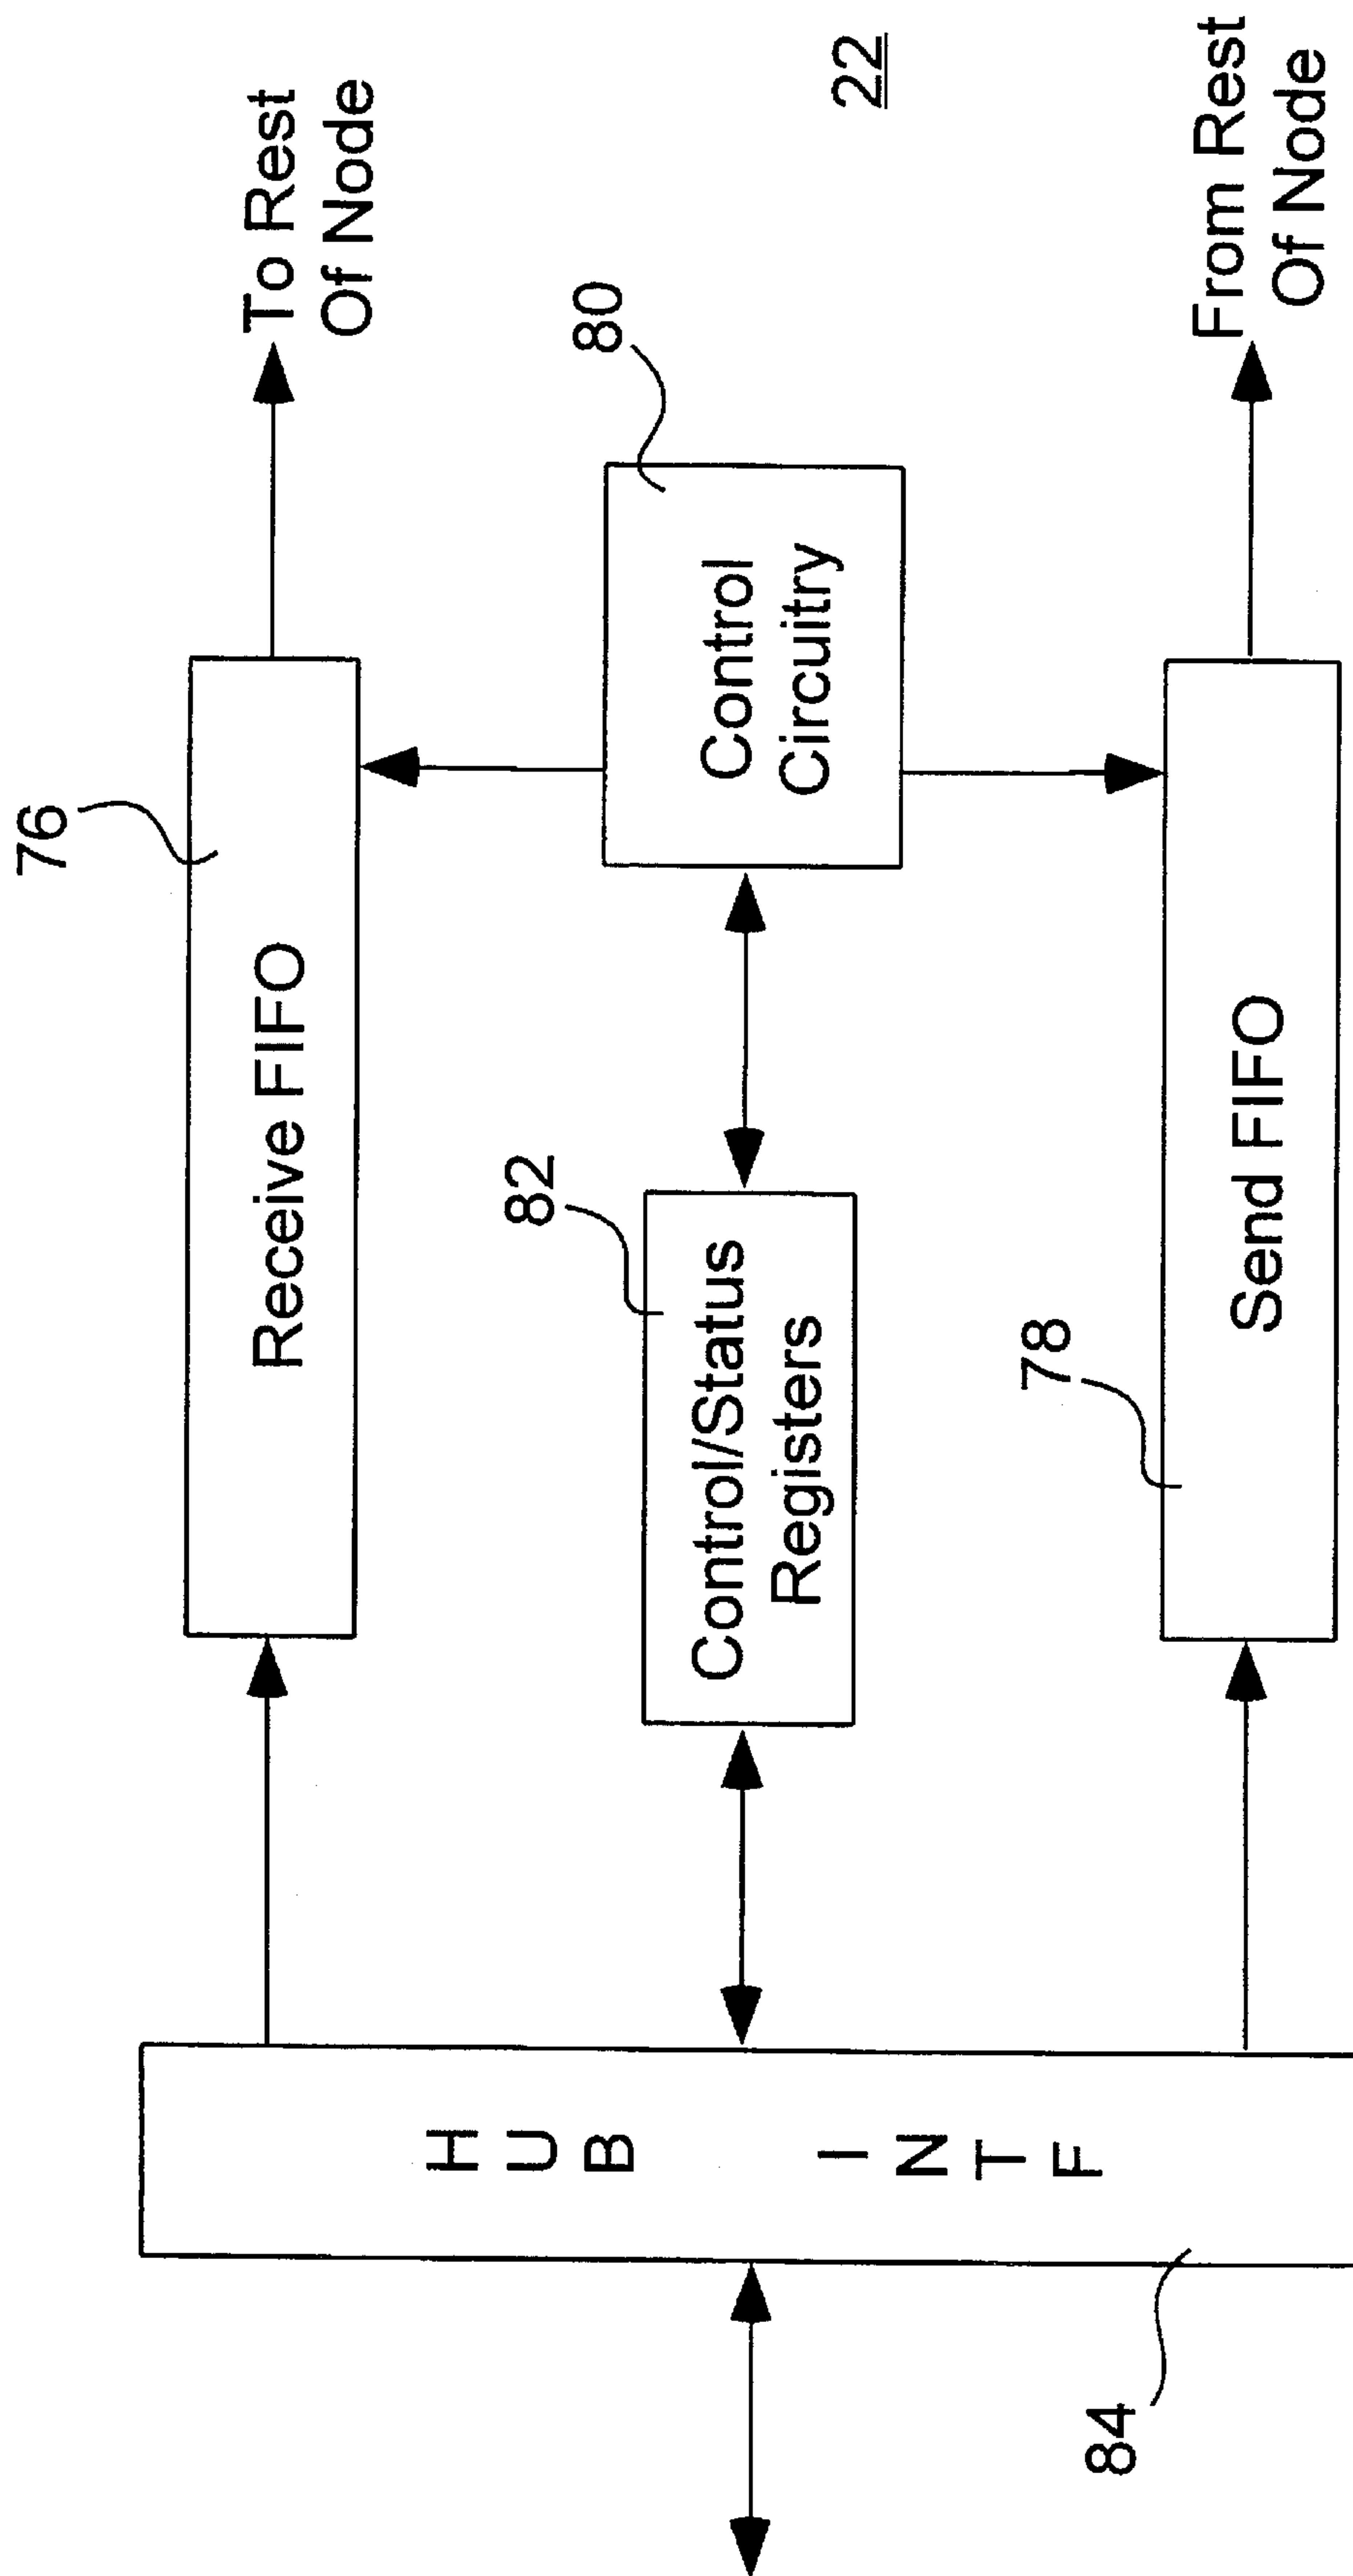 76
Receive FIFO
To Rest
Of Node
82
Control/Status
Registers
80
Control
Circuitry
22
HUB INTF
84
78
Send FIFO
From Rest
Of Node